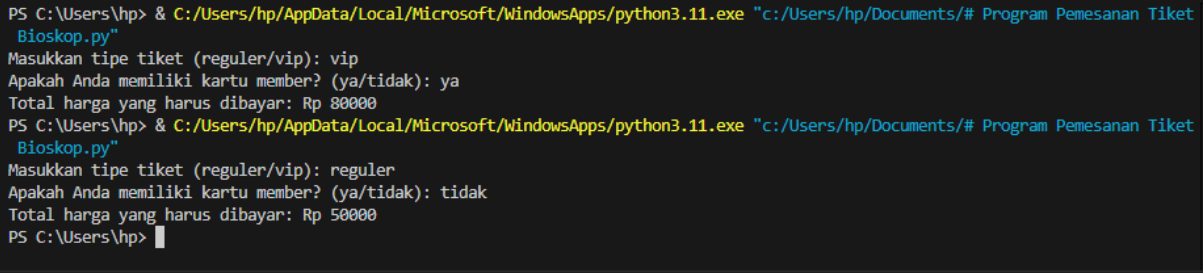 PS C:\Users\hp> & C:/Users/hp/AppData/Local/Microsoft/WindowsApps/python3.11.exe "c:/Users/hp/Documents/# Program Pemesanan Tiket
 Bioskop.py"
Masukkan tipe tiket (reguler/vip): vip
Apakah Anda memiliki kartu member? (ya/tidak): ya
Total harga yang harus dibayar: Rp 80000
PS C:\Users\hp> & C:/Users/hp/AppData/Local/Microsoft/WindowsApps/python3.11.exe "c:/Users/hp/Documents/# Program Pemesanan Tiket
 Bioskop.py"
Masukkan tipe tiket (reguler/vip): reguler
Apakah Anda memiliki kartu member? (ya/tidak): tidak
Total harga yang harus dibayar: Rp 50000
PS C:\Users\hp>